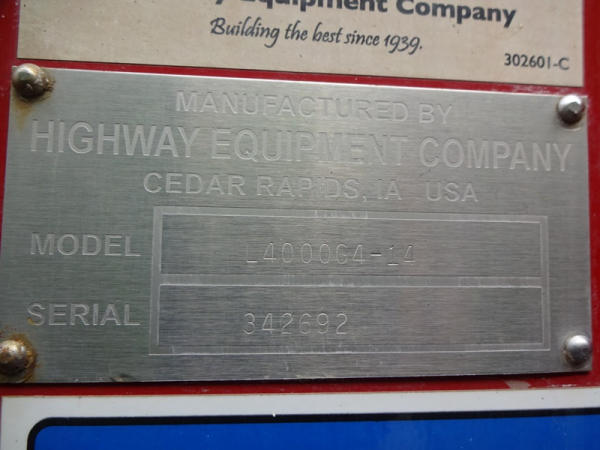 Equipment Company
Building the best since 1939.
302601-C
MANUFACTURED BY
HIGHWAY EQUIPMENT COMPANY
CEDAR RAPIDS, IA USA
MODEL L4000G4-14
SERIAL 342692